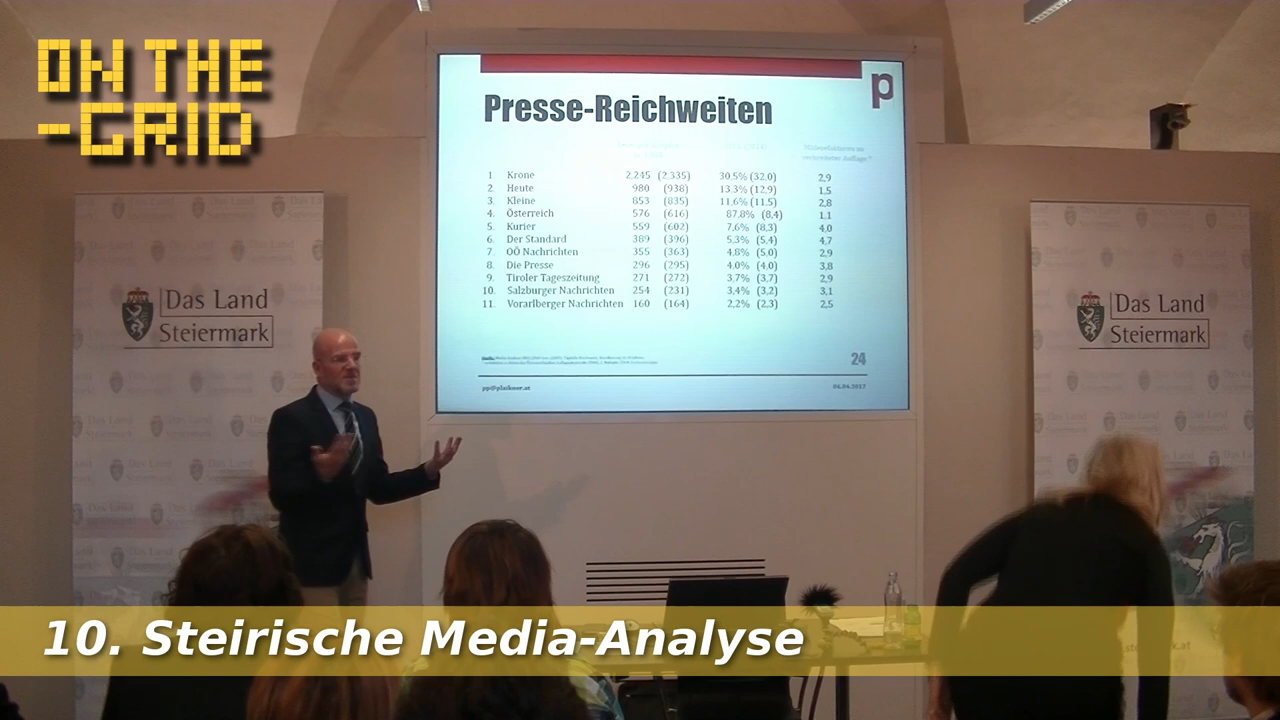 ON THE
-GRID
p
Presse-Reichweiten
1 Krone 2.245 (2.335) 30.5% (32.0) 2,9
2. Heute 980 (938) 13.3% (12.9) 1,5
3. Kleine 853 (835) 11.6% (11.5) 2,8
4. Österreich 576 (616) 87.8% (8,4) 1,1
5. Kurier 559 (602) 7,6% (8,3) 4,0
6. Der Standard 389 (396) 5.3% (5,4) 4,7
7. OÖ Nachrichten 355 (363) 4.8% (5.0) 2,9
8. Die Presse 296 (295) 4.0% (4.0) 3,8
9. Tiroler Tageszeitung 271 (272) 3.7% (3,7) 2,9
10. Salzburger Nachrichten 254 (231) 3,4% (3,2) 3,1
11. Vorarlberger Nachrichten 160 (164) 2,2% (2,3) 2,5
24
pp@plaikner.at 06.04.2017
Das Land
Steiermark
Das Land
Steiermark
10. Steirische Media-Analyse